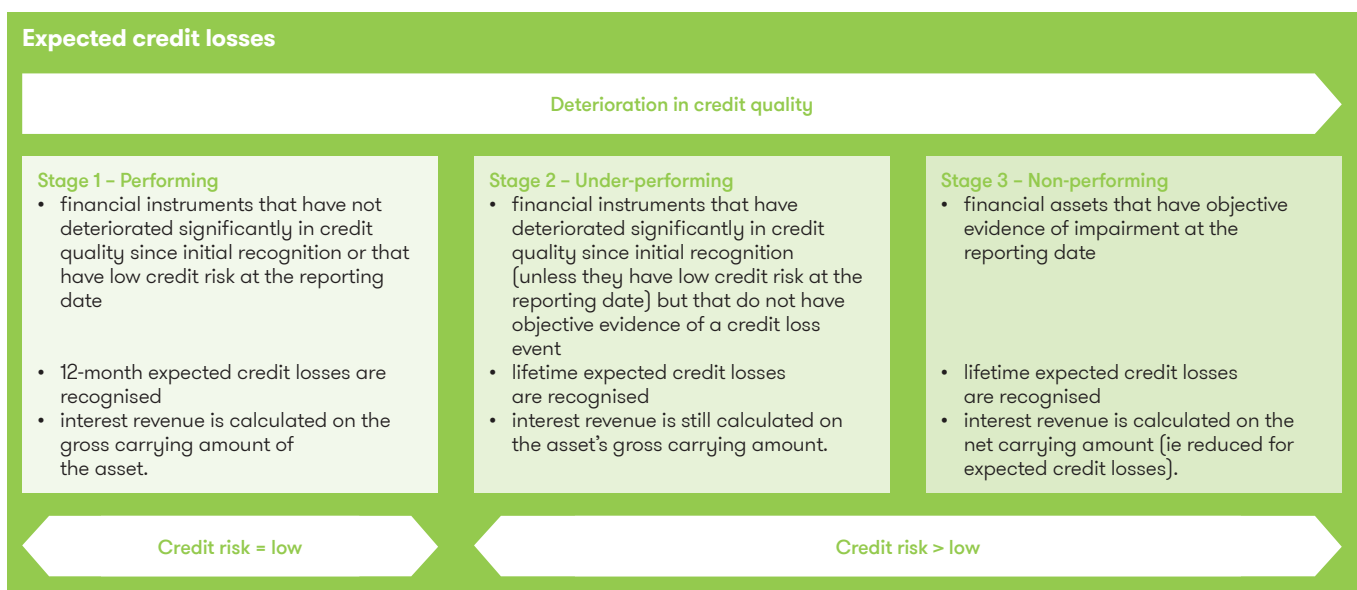 Expected credit losses
Deterioration in credit quality
Stage 1 – Performing
• financial instruments that have not
deteriorated significantly in credit
quality since initial recognition or that
have low credit risk at the reporting
date
• 12-month expected credit losses are
recognised
• interest revenue is calculated on the
gross carrying amount of
the asset.
Stage 2 – Under-performing
• financial instruments that have
deteriorated significantly in credit
quality since initial recognition
(unless they have low credit risk at the
reporting date) but that do not have
objective evidence of a credit loss
event
• lifetime expected credit losses
are recognised
• interest revenue is still calculated on
the asset’s gross carrying amount.
Stage 3 – Non-performing
• financial assets that have objective
evidence of impairment at the
reporting date
• lifetime expected credit losses
are recognised
• interest revenue is calculated on the
net carrying amount (ie reduced for
expected credit losses).
Credit risk = low
Credit risk > low